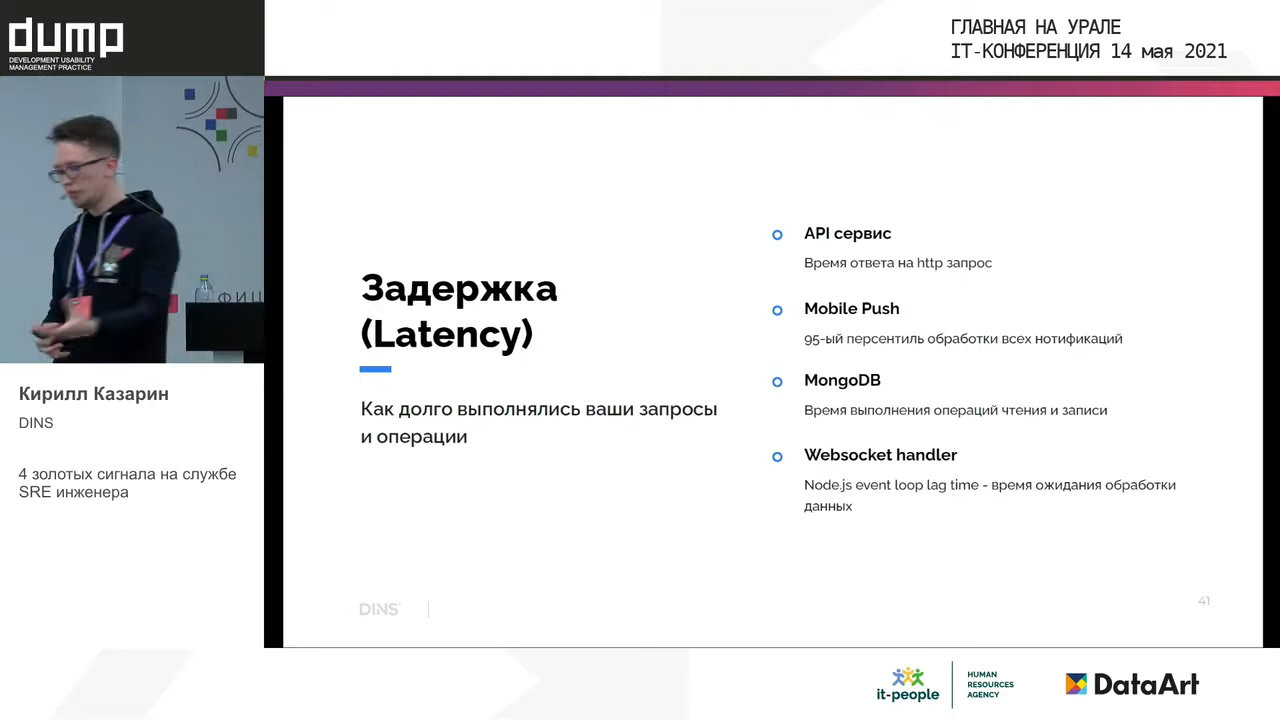 dump
DEVELOPMENT USABILITY
MANAGEMENT PRACTICE
ГЛАВНАЯ НА УРАЛЕ
IT-КОНФЕРЕНЦИЯ 14 мая 2021
ФИЦ
Кирилл Казарин
DINS
4 золотых сигнала на службе
SRE инженера
Задержка
(Latency)
Как долго выполнялись ваши запросы
и операции
API сервис
Время ответа на http запрос
Mobile Push
95-ый персентиль обработки всех нотификаций
MongoDB
Время выполнения операций чтения и записи
Websocket handler
Node.js event loop lag time - время ожидания обработки
данных
DINS
41
it-people
HUMAN
RESOURCES
AGENCY
DataArt